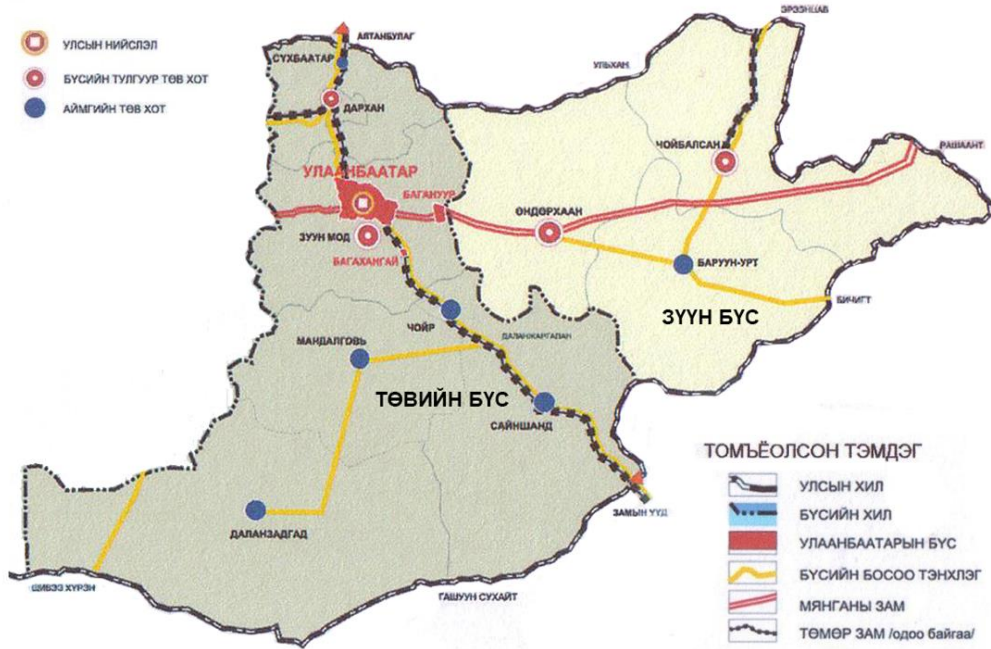 УЛСЫН НИЙСЛЭЛ
БҮСИЙН ТУЛГУУР ТӨВ ХОТ
АЙМГИЙН ТӨВ ХОТ
ЭРЭЭНЦАВ
АЛТАНБУЛАГ
СҮХБААТАР
УЛЬХАН
ДАРХАН
ЧОЙБАЛСАН
РАШААНТ
УЛААНБААТАР
БАГАНУУР
ӨНДӨРХААН
ЗУУН МОД
БАГАХАНГАЙ
БАРУУН-УРТ
БИЧИГТ
ЗҮҮН БҮС
ЧОЙР
ДАЛАНЖАРГАЛАН
МАНДАЛГОВЬ
ТӨВИЙН БҮС
САЙНШАНД
ЗАМЫН ҮҮД
ДАЛАНЗАДГАД
ШИВЭЭ ХҮРЭН
ГАШУУН СУХАЙТ
ТОМЪЁОЛСОН ТЭМДЭГ
УЛСЫН ХИЛ
БҮСИЙН ХИЛ
УЛААНБААТАРЫН БҮС
БҮСИЙН БОСОО ТЭНХЛЭГ
МЯНГАНЫ ЗАМ
ТӨМӨР ЗАМ /одоо байгаа/